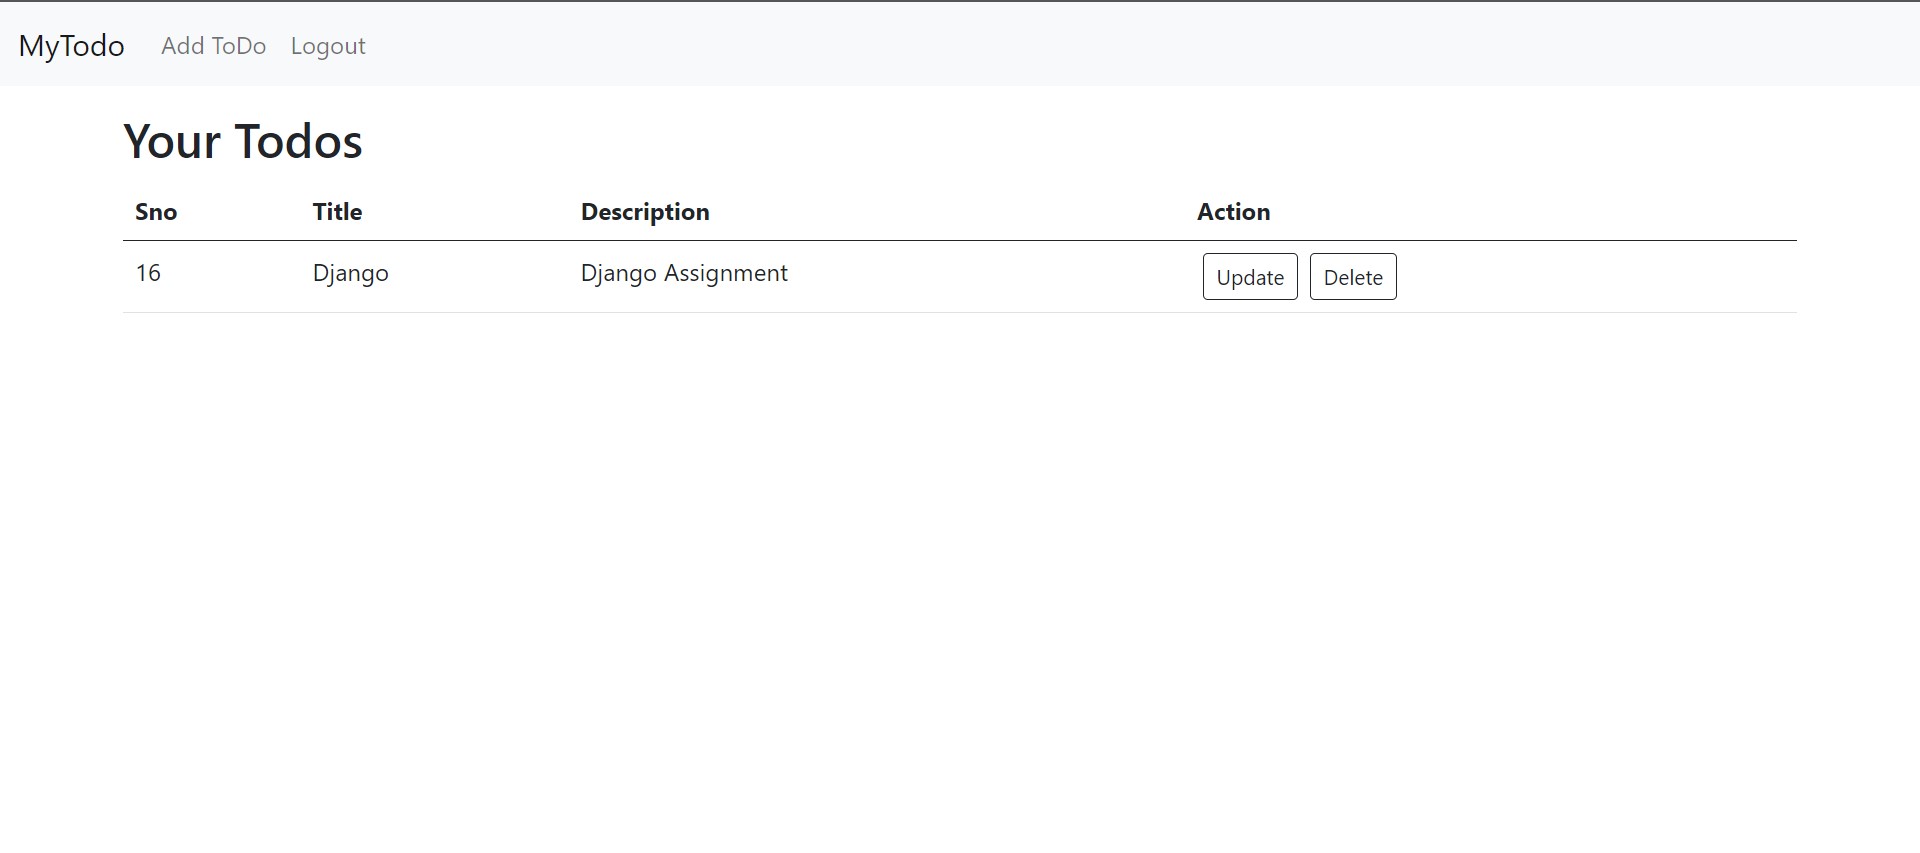 MyTodo Add ToDo Logout
Your Todos
Sno Title Description Action
16 Django Django Assignment Update Delete